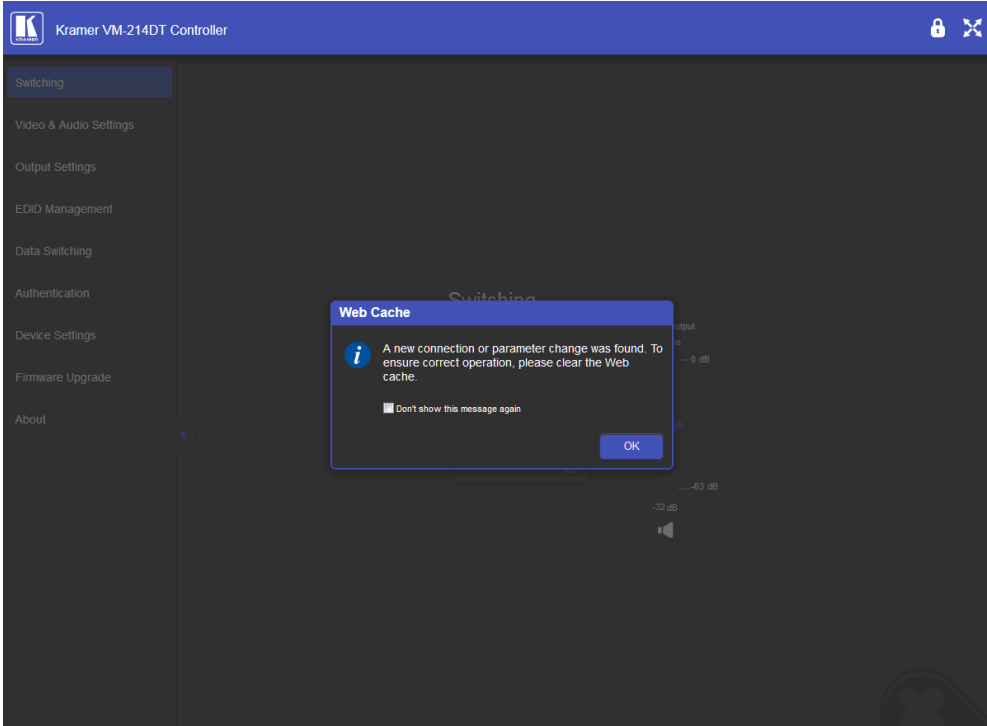 KRAMER
Kramer VM-214DT Controller
Switching
Video & Audio Settings
Output Settings
EDID Management
Data Switching
Authentication
Device Settings
Firmware Upgrade
About
Switching
Web Cache
A new connection or parameter change was found. To
ensure correct operation, please clear the Web
cache.
Don't show this message again
OK
0 dB
-83 dB
-32 dB